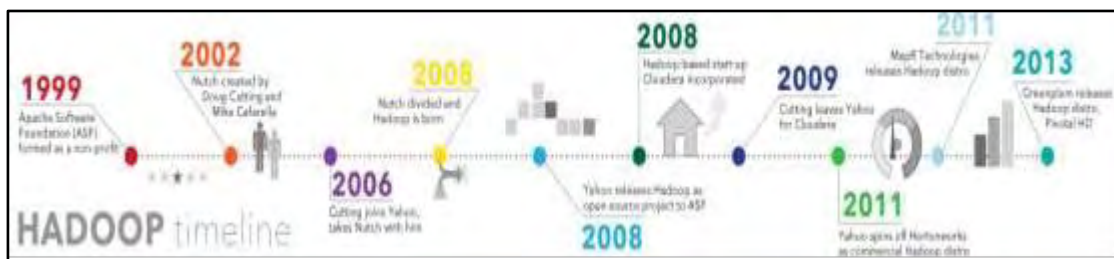 1999
Apache Software
Foundation (ASF)
formed as a non-profit
2002
Nutch created by
Doug Cutting and
Mike Cafarella
2006
Cutting joins Yahoo,
takes Nutch with him
2008
Nutch divided and
Hadoop is born
Yahoo releases Hadoop as
open source project to ASF
2008
2008
Hadoop based start-up
Cloudera incorporated
2009
Cutting leaves Yahoo
for Cloudera
2011
Yahoo spins off Hortonworks
as commercial Hadoop distro
2011
MapR Technologies
releases Hadoop distro
2013
Greenplum releases
Hadoop distro,
Pivotal HD
HADOOP timeline